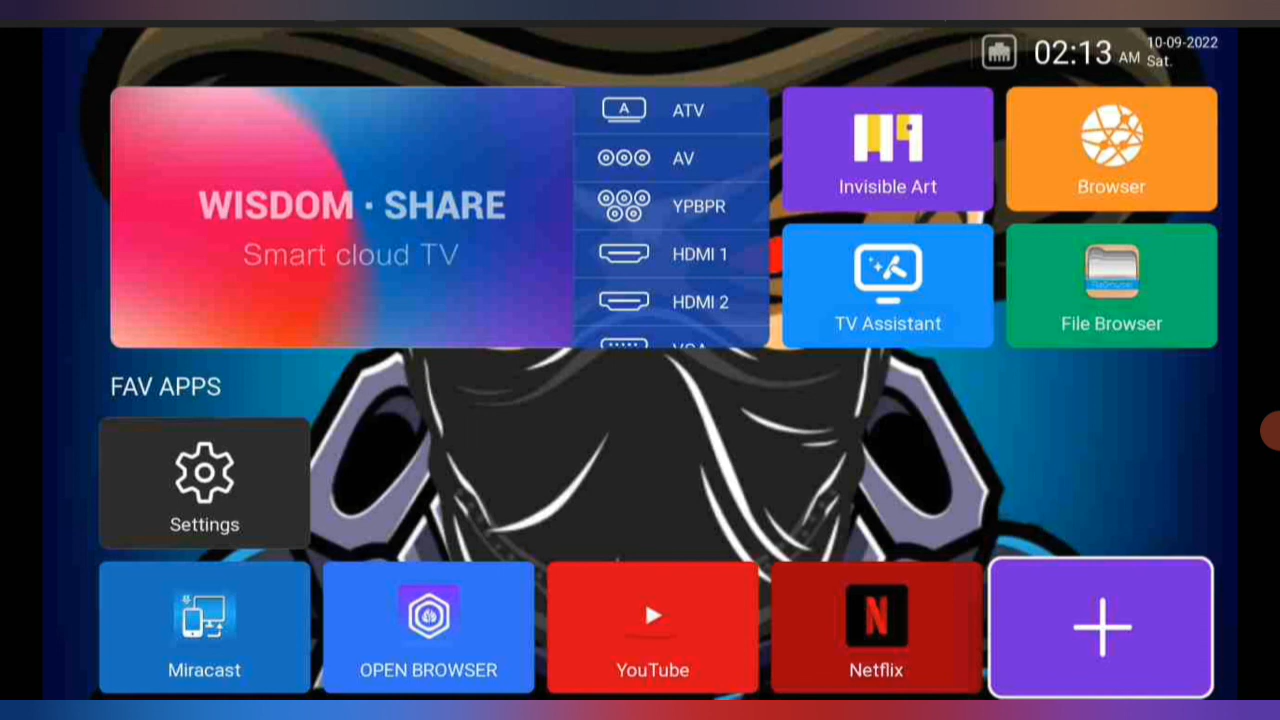 02:13 AM
10-09-2022
Sat.
WISDOM · SHARE
Smart cloud TV
A
ATV
AV
YPBPR
HDMI 1
HDMI 2
Invisible Art
Browser
TV Assistant
File Browser
FAV APPS
Settings
Miracast
OPEN BROWSER
YouTube
N
Netflix